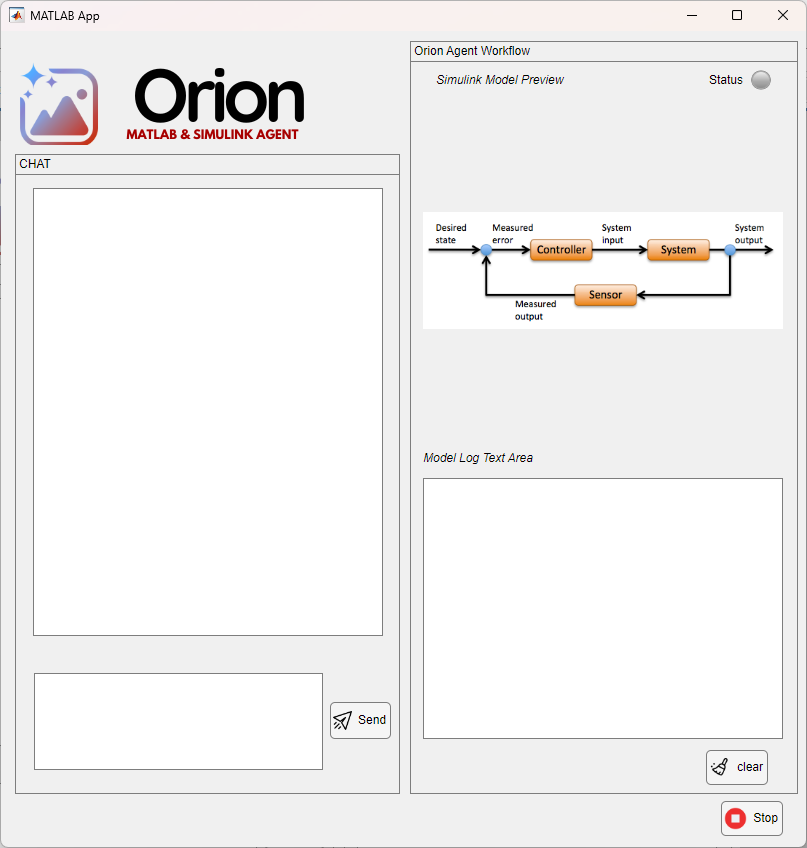 MATLAB App
Orion
MATLAB & SIMULINK AGENT
CHAT
Send
Orion Agent Workflow
Simulink Model Preview
Status
Desired
state
Measured
error
Controller
System
input
System
System
output
Sensor
Measured
output
Model Log Text Area
clear
Stop